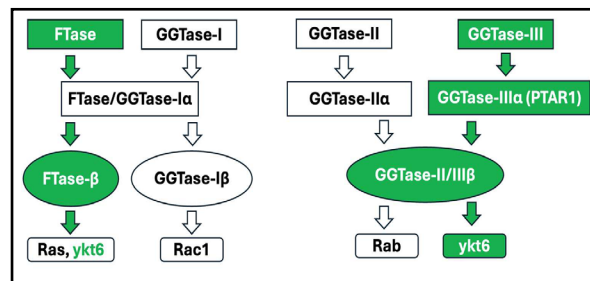 FTase GGTase-I GGTase-II GGTase-III
FTase/GGTase-Iα GGTase-IIα GGTase-IIIα (PTAR1)
FTase-β GGTase-Iβ GGTase-II/IIIβ
Ras, ykt6 Rac1 Rab ykt6